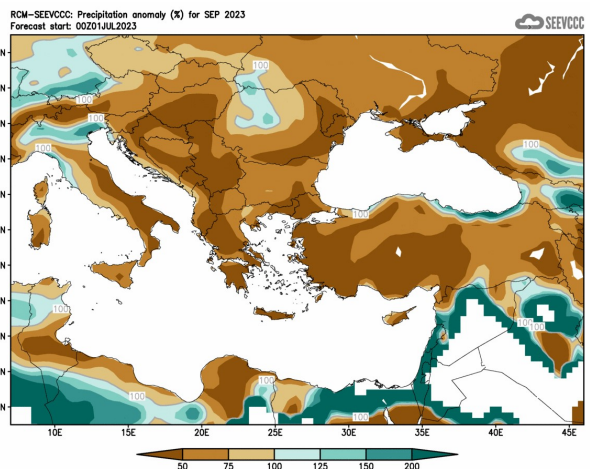 RCM-SEEVCCC: Precipitation anomaly (%) for SEP 2023
Forecast start: 00Z01JUL2023
SEEVCCC
N
100
N
100
N
100
100
100
N
N
100
N
N
N
100
100
100
N
N
100
100
N
100
10E
15E
20E
25E
30E
35E
40E
45E
50
75
100
125
150
200